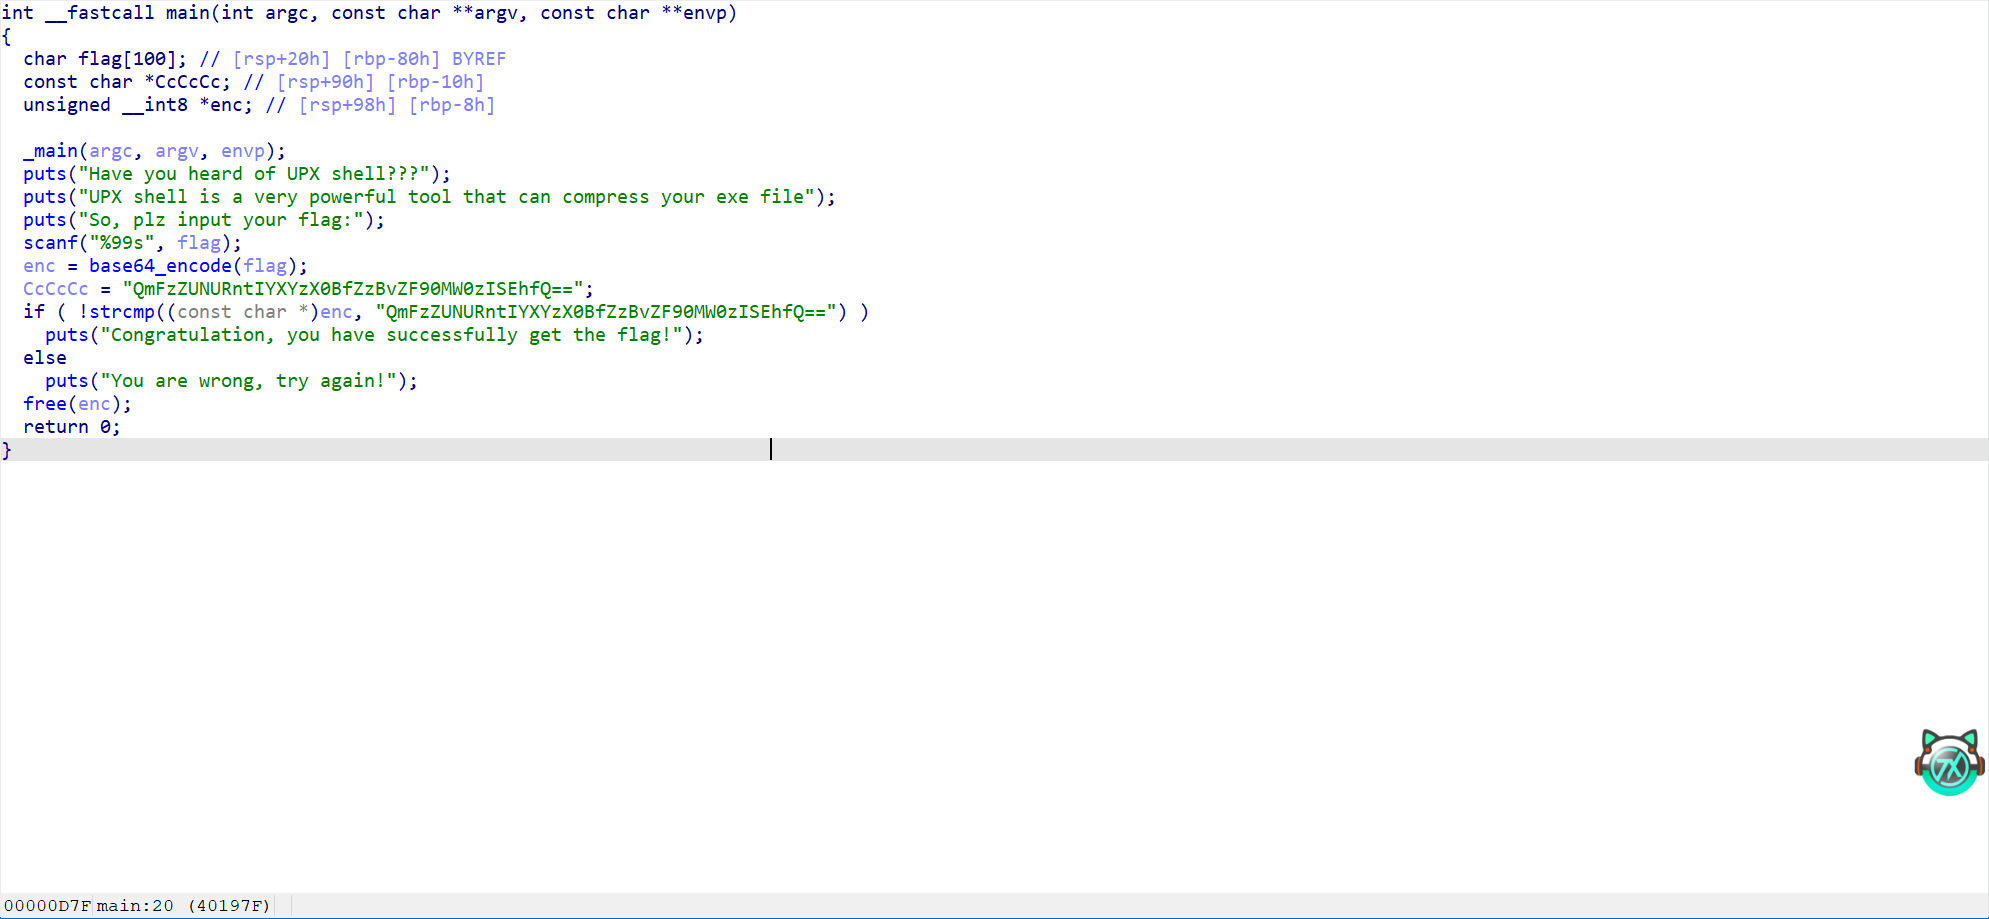 int __fastcall main(int argc, const char **argv, const char **envp)
{
  char flag[100]; // [rsp+20h] [rbp-80h] BYREF
  const char *CcCcCc; // [rsp+90h] [rbp-10h]
  unsigned __int8 *enc; // [rsp+98h] [rbp-8h]

  _main(argc, argv, envp);
  puts("Have you heard of UPX shell???");
  puts("UPX shell is a very powerful tool that can compress your exe file");
  puts("So, plz input your flag:");
  scanf("%99s", flag);
  enc = base64_encode(flag);
  CcCcCc = "QmFzZUNURntIYXYzX0BfZzBvZF90MW0zISEhfQ==";
  if ( !strcmp((const char *)enc, "QmFzZUNURntIYXYzX0BfZzBvZF90MW0zISEhfQ==") )
    puts("Congratulation, you have successfully get the flag!");
  else
    puts("You are wrong, try again!");
  free(enc);
  return 0;
}
7X
00000D7F main:20 (40197F)